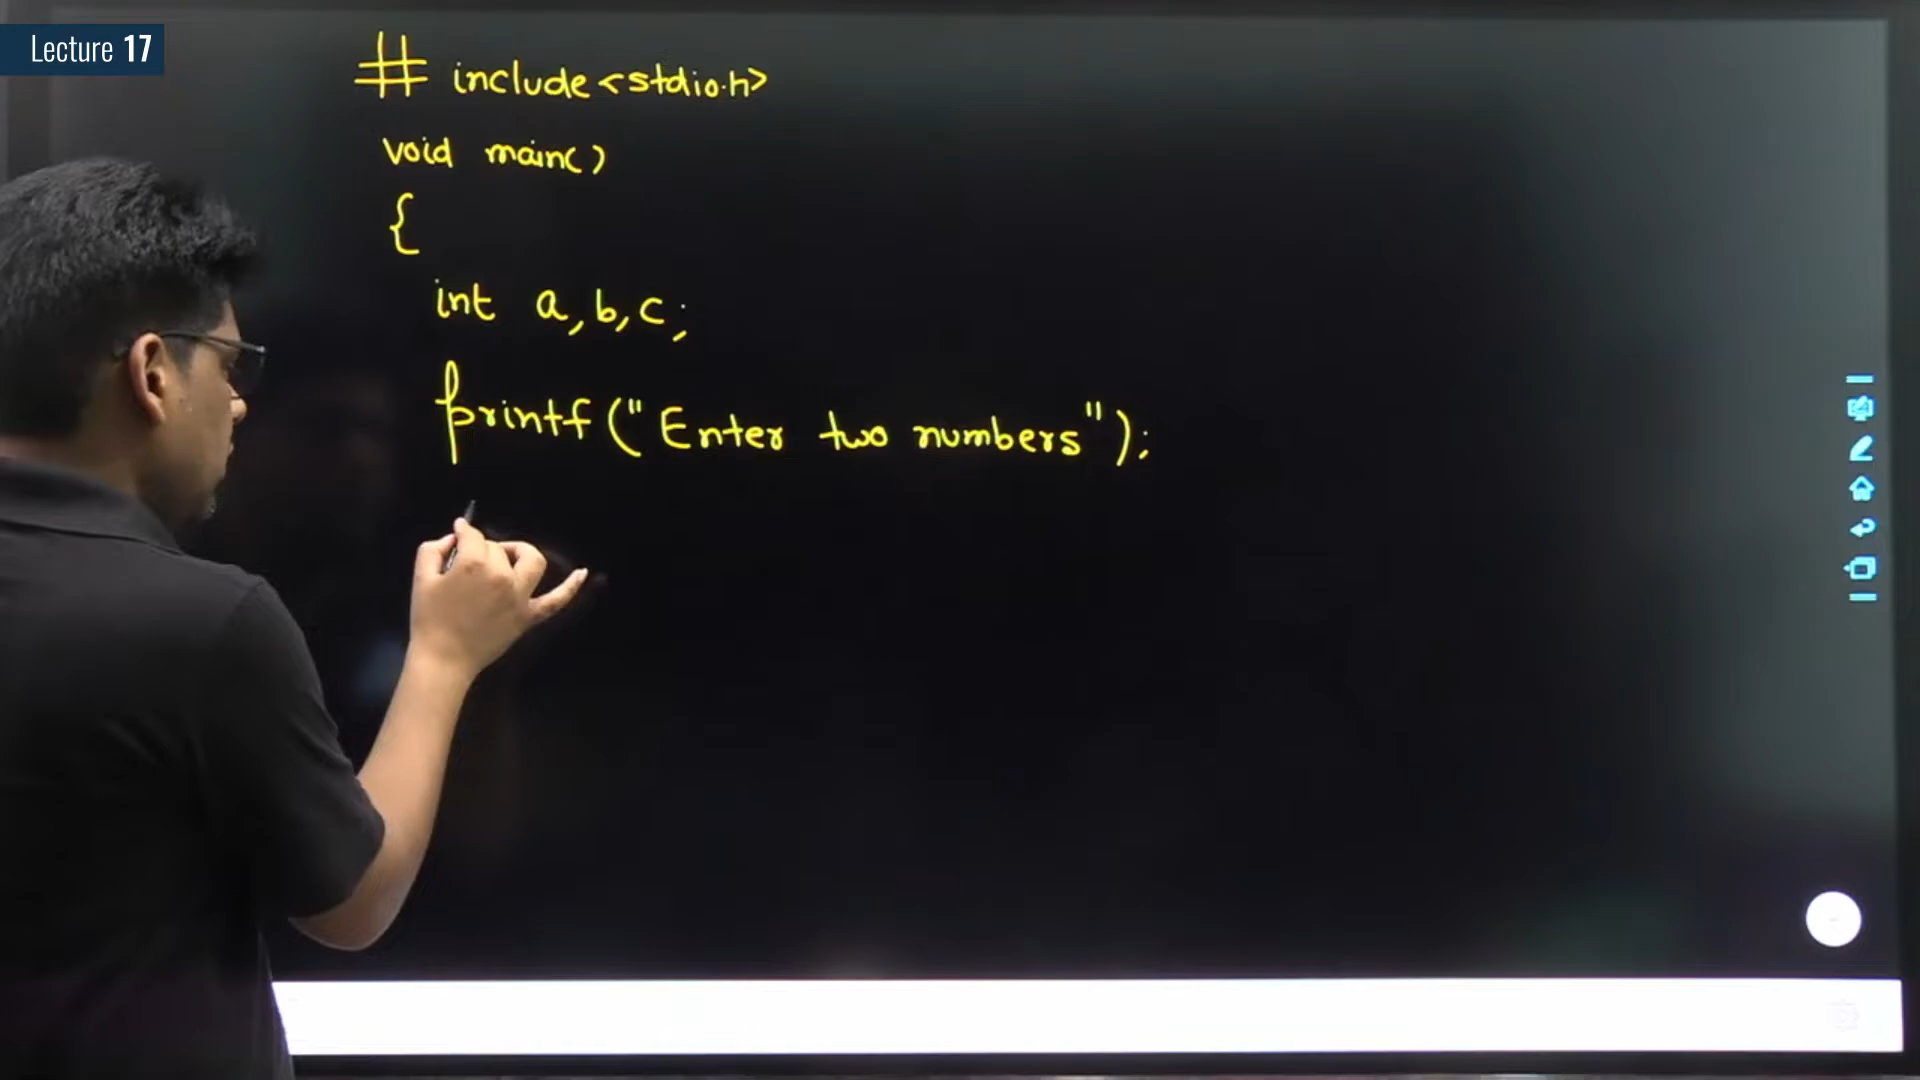 Lecture 17
# include<stdio.h>
void main()
{
int a,b,c;
printf("Enter two numbers");